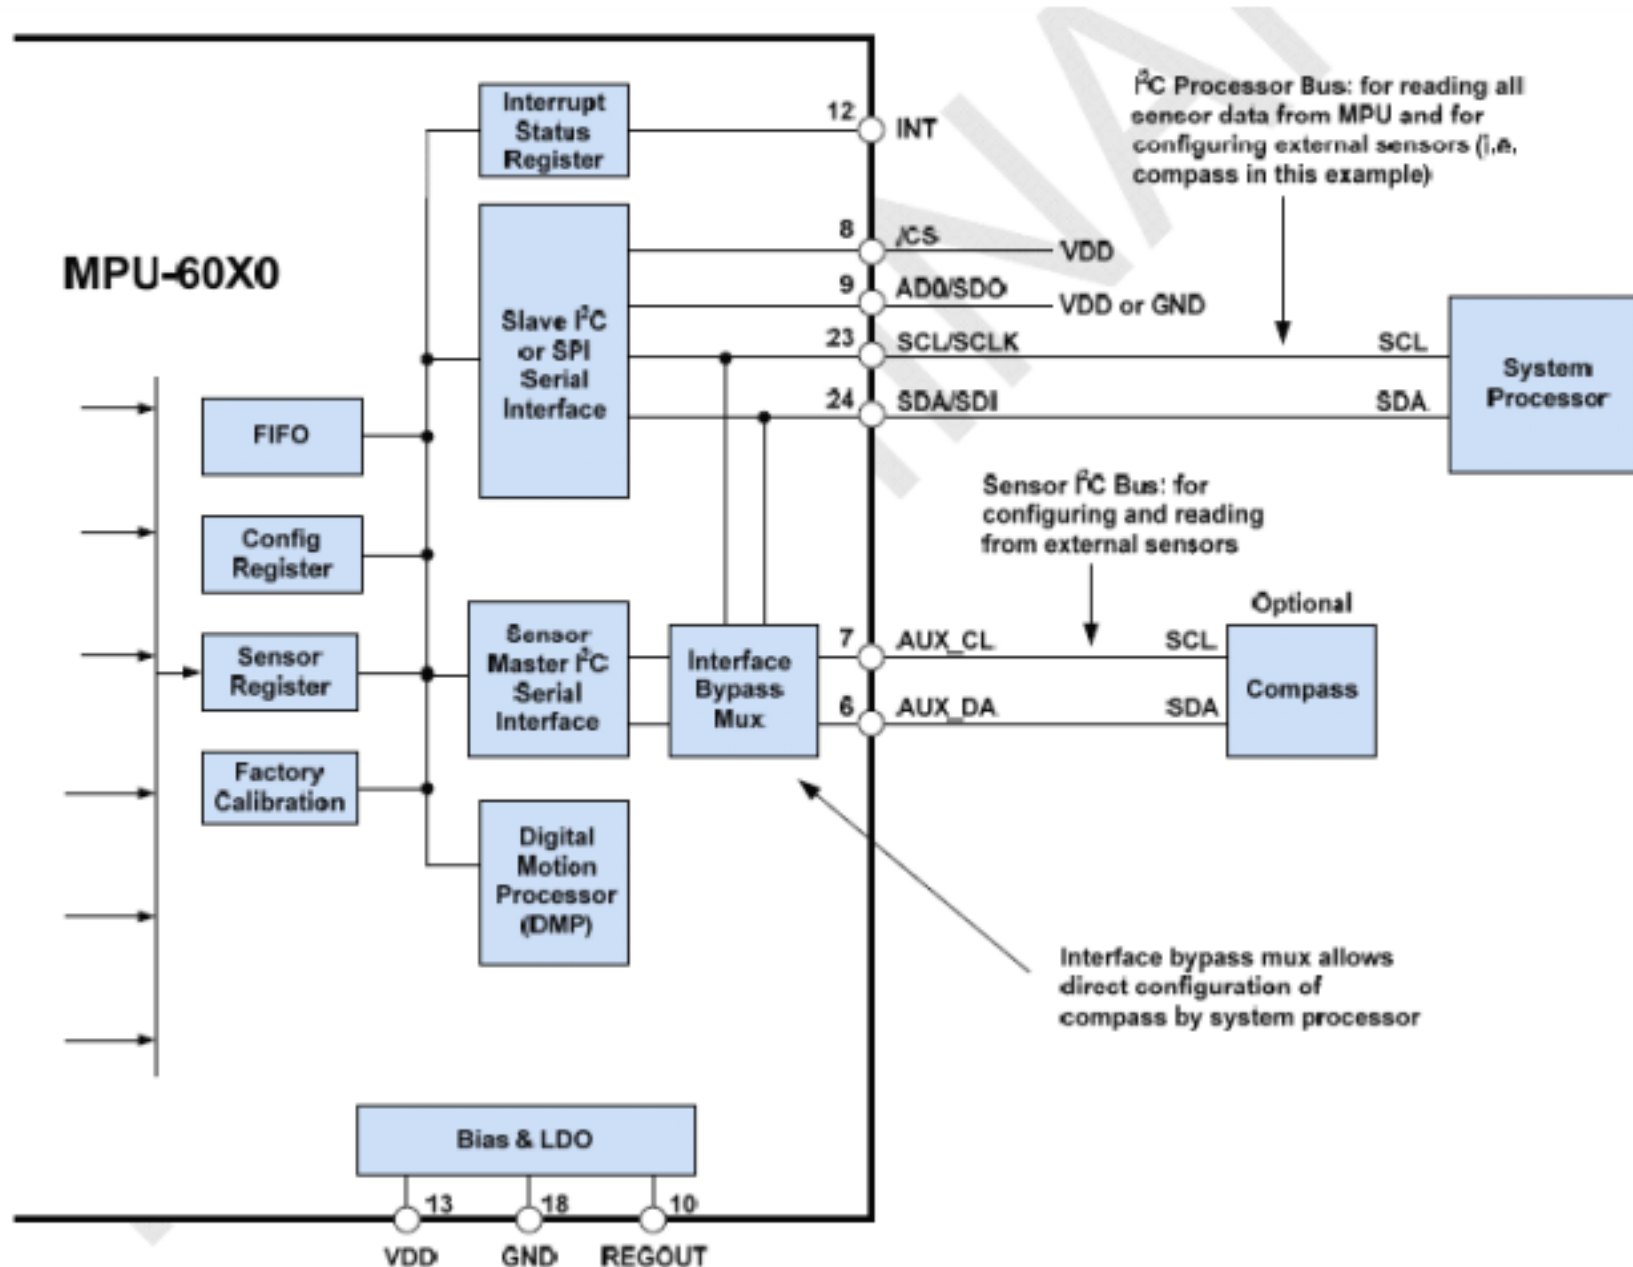 Interrupt
Status
Register
12
INT
I²C Processor Bus: for reading all
sensor data from MPU and for
configuring external sensors (i.e.
compass in this example)
MPU-60X0
Slave I²C
or SPI
Serial
Interface
8
/CS
VDD
9
AD0/SDO
VDD or GND
23
SCL/SCLK
SCL
24
SDA/SDI
SDA
System
Processor
FIFO
Config
Register
Sensor
Register
Factory
Calibration
Sensor I²C Bus: for
configuring and reading
from external sensors
Sensor
Master I²C
Serial
Interface
Interface
Bypass
Mux
7
AUX_CL
SCL
6
AUX_DA
SDA
Optional
Compass
Digital
Motion
Processor
(DMP)
Interface bypass mux allows
direct configuration of
compass by system processor
Bias & LDO
13
18
10
VDD
GND
REGOUT